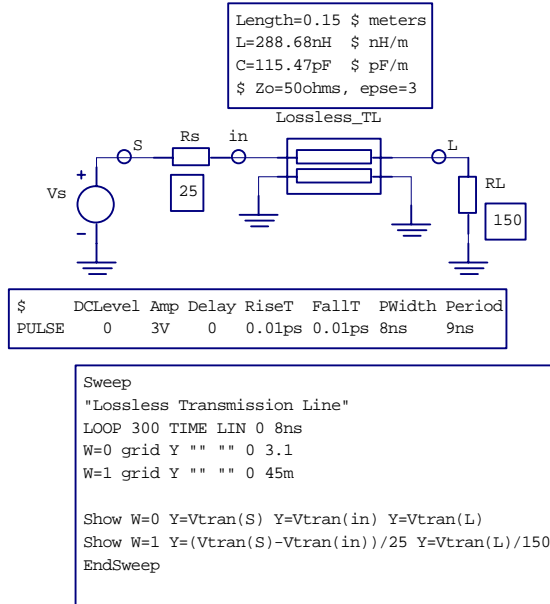 Length=0.15 $ meters
L=288.68nH $ nH/m
C=115.47pF $ pF/m
$ Zo=50ohms, epse=3
Lossless_TL
S
Rs
in
L
Vs
+
−
25
RL
150
$ DCLevel Amp Delay RiseT FallT PWidth Period
PULSE 0 3V 0 0.01ps 0.01ps 8ns 9ns
Sweep
"Lossless Transmission Line"
LOOP 300 TIME LIN 0 8ns
W=0 grid Y "" "" 0 3.1
W=1 grid Y "" "" 0 45m
Show W=0 Y=Vtran(S) Y=Vtran(in) Y=Vtran(L)
Show W=1 Y=(Vtran(S)-Vtran(in))/25 Y=Vtran(L)/150
EndSweep